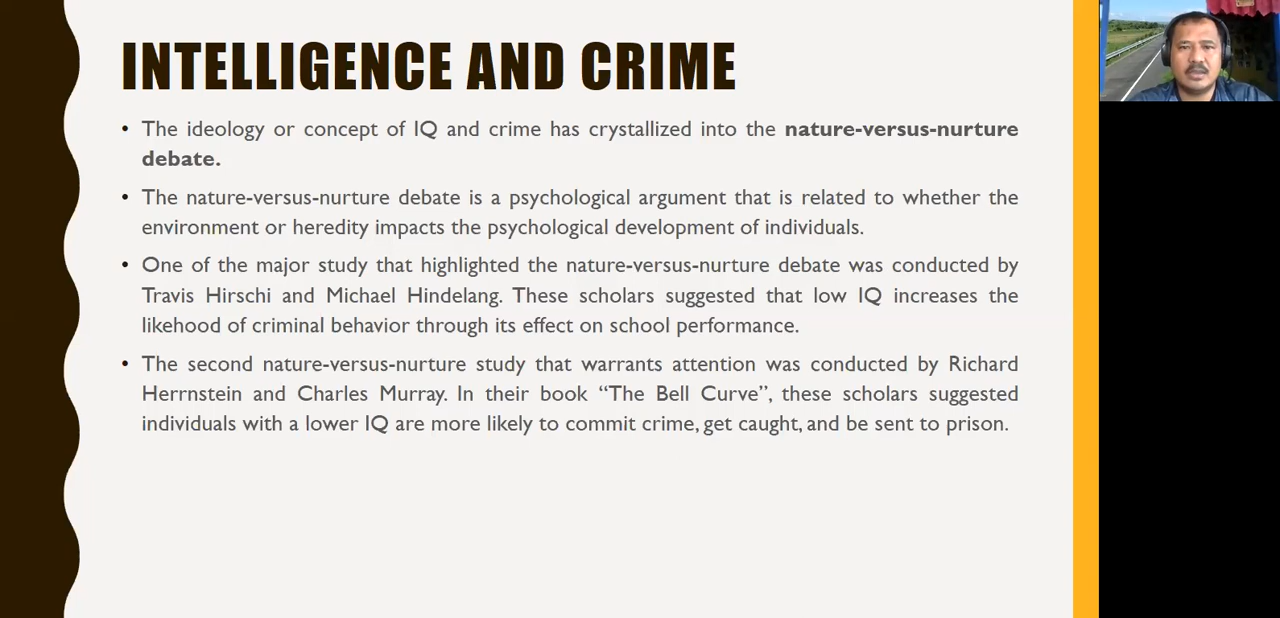 INTELLIGENCE AND CRIME
• The ideology or concept of IQ and crime has crystallized into the nature-versus-nurture
debate.
• The nature-versus-nurture debate is a psychological argument that is related to whether the
environment or heredity impacts the psychological development of individuals.
• One of the major study that highlighted the nature-versus-nurture debate was conducted by
Travis Hirschi and Michael Hindelang. These scholars suggested that low IQ increases the
likehood of criminal behavior through its effect on school performance.
• The second nature-versus-nurture study that warrants attention was conducted by Richard
Herrnstein and Charles Murray. In their book “The Bell Curve”, these scholars suggested
individuals with a lower IQ are more likely to commit crime, get caught, and be sent to prison.